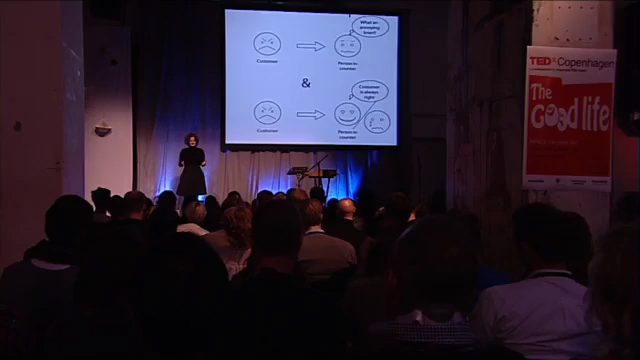 What an
annoying
Customer
Person in
counter
&
Customer
is always
right
Customer
Person in
counter
TEDxCopenhagen
The
Good life